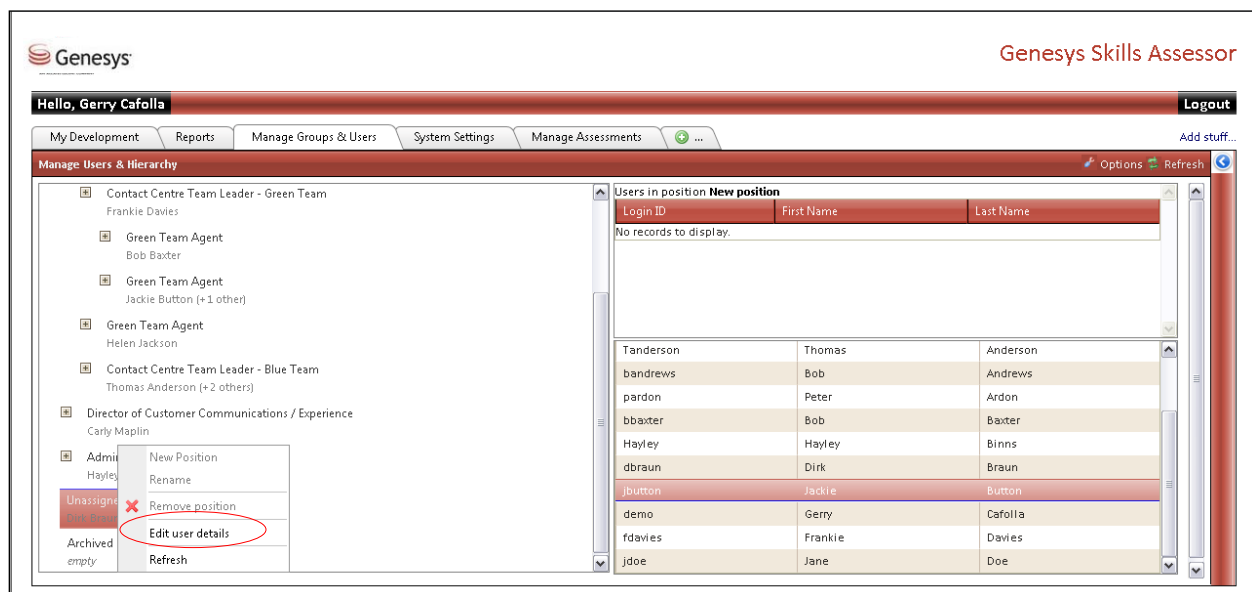 Genesys
Genesys Skills Assessor
Hello, Gerry Cafolla
Logout
My Development
Reports
Manage Groups & Users
System Settings
Manage Assessments
...
Add stuff...
Manage Users & Hierarchy
Options
Refresh
Contact Centre Team Leader - Green Team
Frankie Davies
Green Team Agent
Bob Baxter
Green Team Agent
Jackie Button (+1 other)
Green Team Agent
Helen Jackson
Contact Centre Team Leader - Blue Team
Thomas Anderson (+2 others)
Director of Customer Communications / Experience
Carly Maplin
Admi
Hayley
Unassigne
Dirk Braun
Archived
empty
New Position
Rename
Remove position
Edit user details
Refresh
Users in position New position
Login ID First Name Last Name
No records to display.
Tanderson Thomas Anderson
bandrews Bob Andrews
pardon Peter Ardon
bbaxter Bob Baxter
Hayley Hayley Binns
dbraun Dirk Braun
jbutton Jackie Button
demo Gerry Cafolla
fdavies Frankie Davies
jdoe Jane Doe